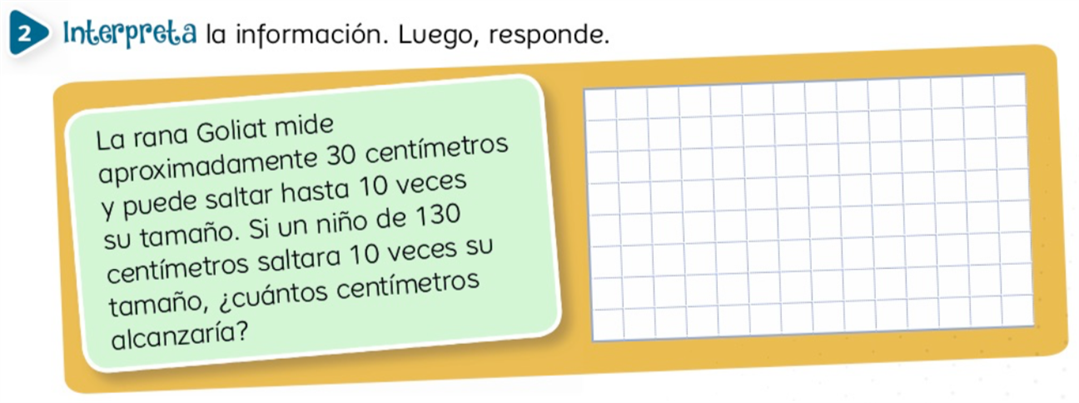 2 Interpreta la información. Luego, responde.
La rana Goliat mide
aproximadamente 30 centímetros
y puede saltar hasta 10 veces
su tamaño. Si un niño de 130
centímetros saltara 10 veces su
tamaño, ¿cuántos centímetros
alcanzaría?